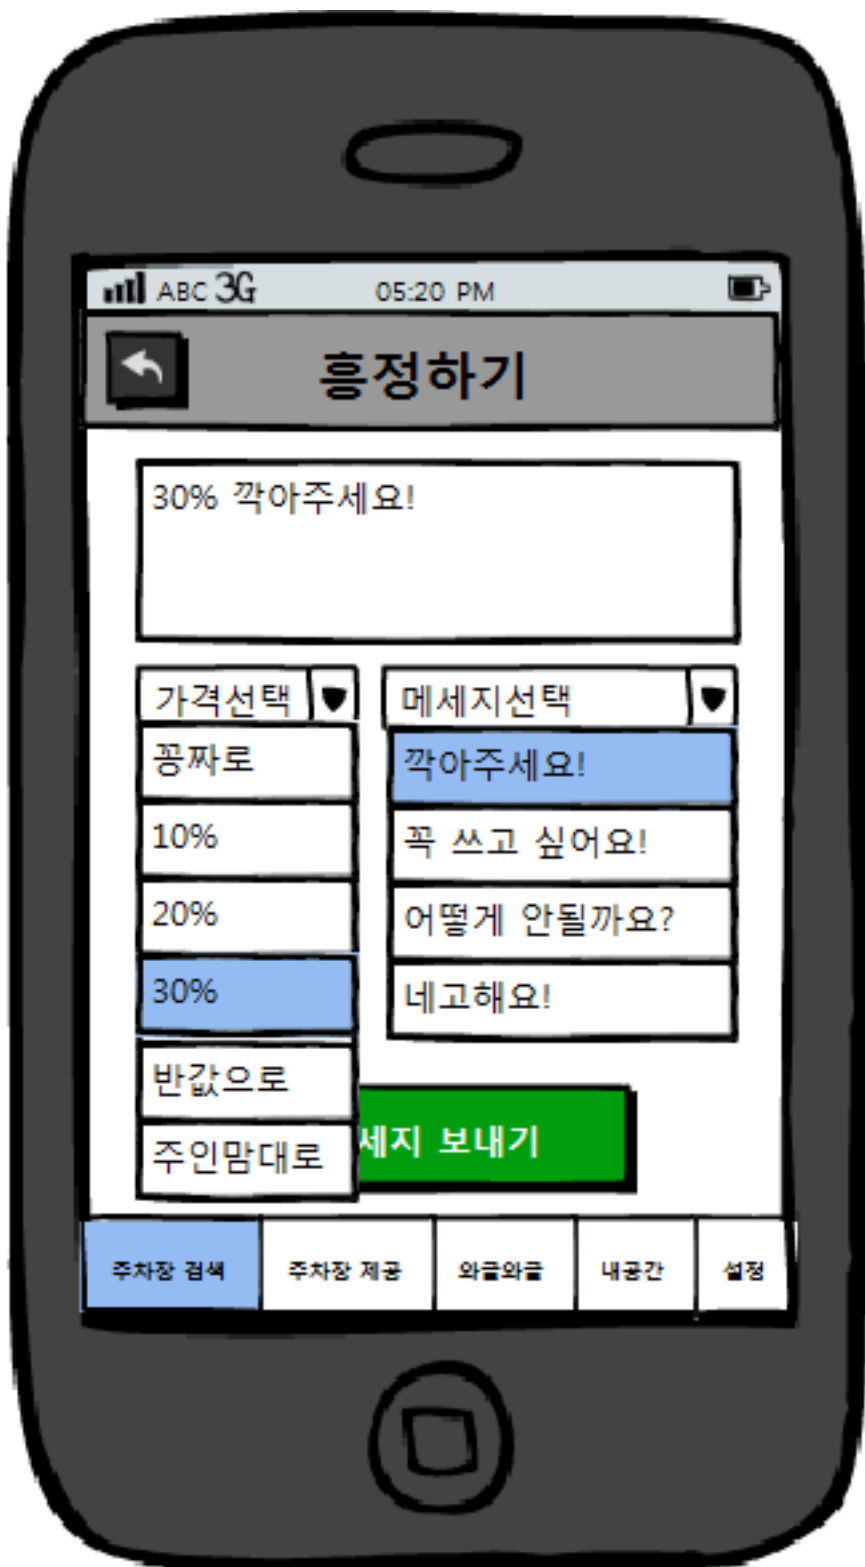 ABC 3G 05:20 PM
흥정하기
30% 깍아주세요!
가격선택 메세지선택
꽁짜로
10%
20%
30%
반값으로
주인맘대로
깍아주세요!
꼭 쓰고 싶어요!
어떻게 안될까요?
네고해요!
세지 보내기
주차장 검색 주차장 제공 와글와글 내공간 설정